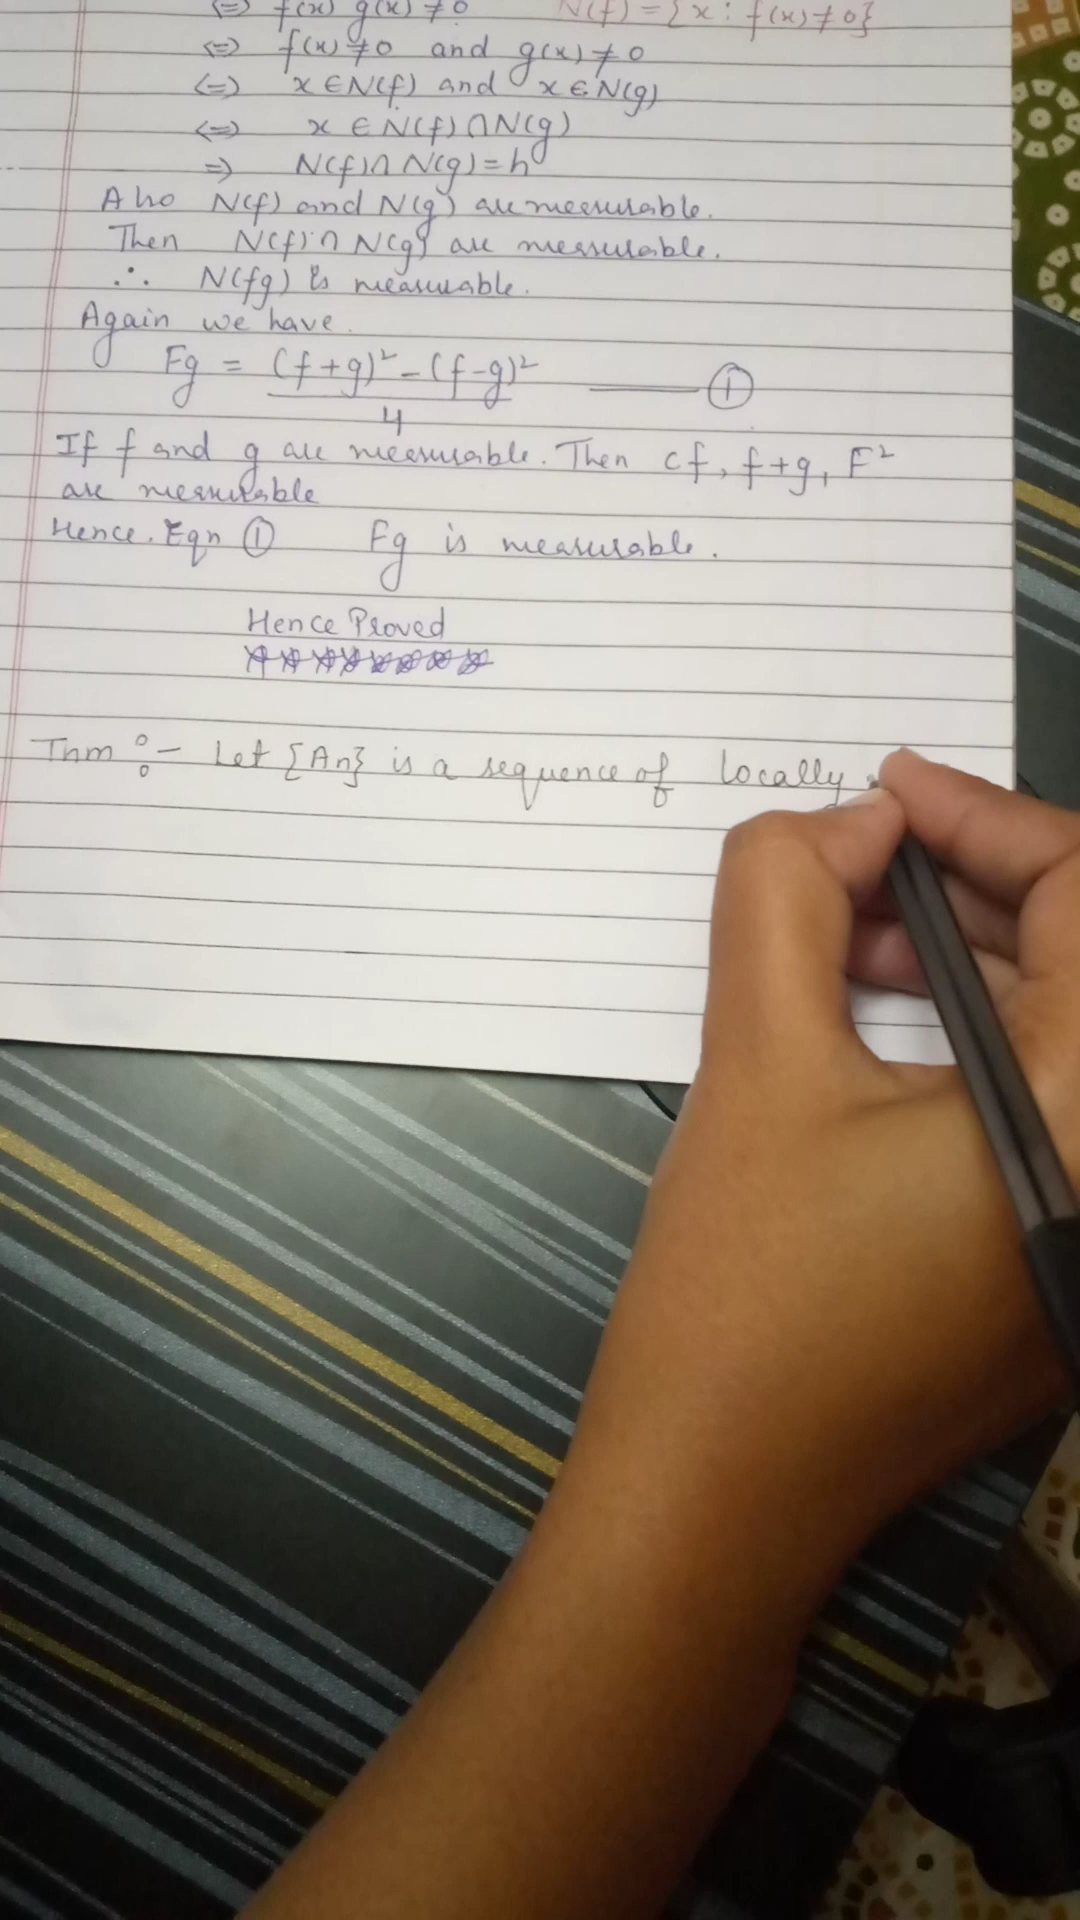 ⇔ f(x) g(x) ≠ 0 N(f) = {x : f(x) ≠ 0}
⇔ f(x) ≠ 0 and g(x) ≠ 0
⇔ x ∈ N(f) and x ∈ N(g)
⇔ x ∈ N(f) ∩ N(g)
⇒ N(f) ∩ N(g) = h
Also N(f) and N(g) are measurable.
Then N(f) ∩ N(g) are measurable.
∴ N(fg) is measurable.
Again we have.
Fg = (f+g)² - (f-g)² / 4 —— ①
If f and g are measurable. Then cf, f+g, F²
are measurable
Hence. Eqn ① Fg is measurable.
Hence Proved
Thm :- Let {An} is a sequence of locally